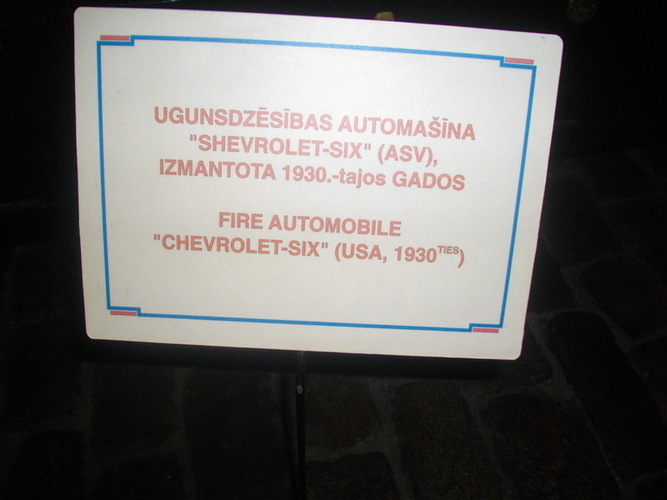 UGUNSDZĒSĪBAS AUTOMAŠĪNA
"SHEVROLET-SIX" (ASV),
IZMANTOTA 1930.-tajos GADOS
FIRE AUTOMOBILE
"CHEVROLET-SIX" (USA, 1930TIES)